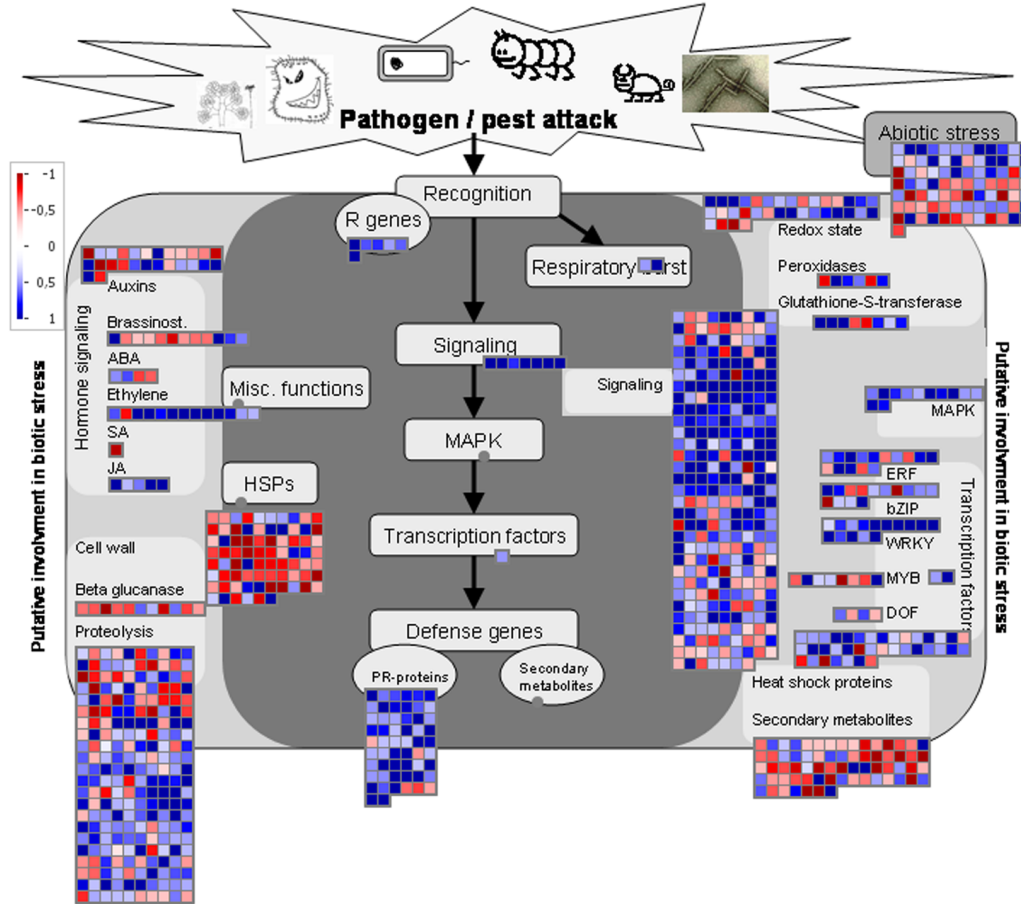 Pathogen / pest attack
Abiotic stress
Recognition
R genes
Respiratory burst
Redox state
Peroxidases
Glutathione-S-transferase
-1
-0,5
0
0,5
1
Auxins
Brassinost.
ABA
Ethylene
SA
JA
Hormone signaling
Putative involvment in biotic stress
Misc. functions
HSPs
Signaling
Signaling
MAPK
MAPK
Transcription factors
ERF
bZIP
WRKY
MYB
DOF
Transcription factors
Putative involvment in biotic stress
Cell wall
Beta glucanase
Proteolysis
Defense genes
PR-proteins
Secondary
metabolites
Heat shock proteins
Secondary metabolites